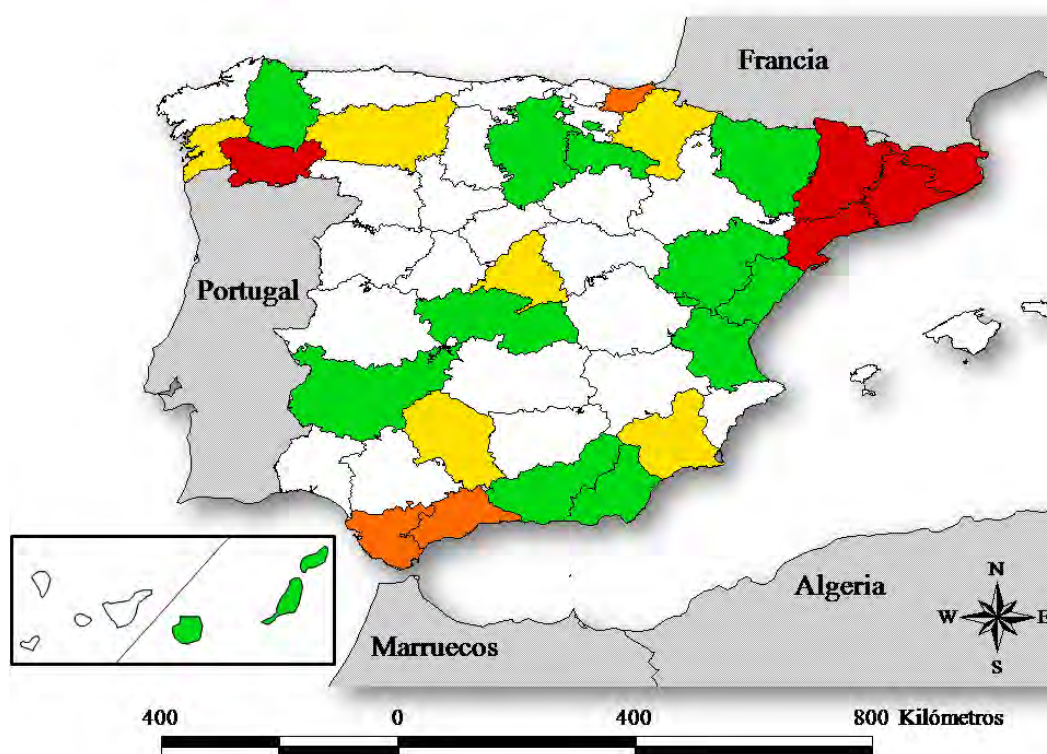 Francia
Portugal
Algeria
N
W E
S
Marruecos
400 0 400 800 Kilómetros